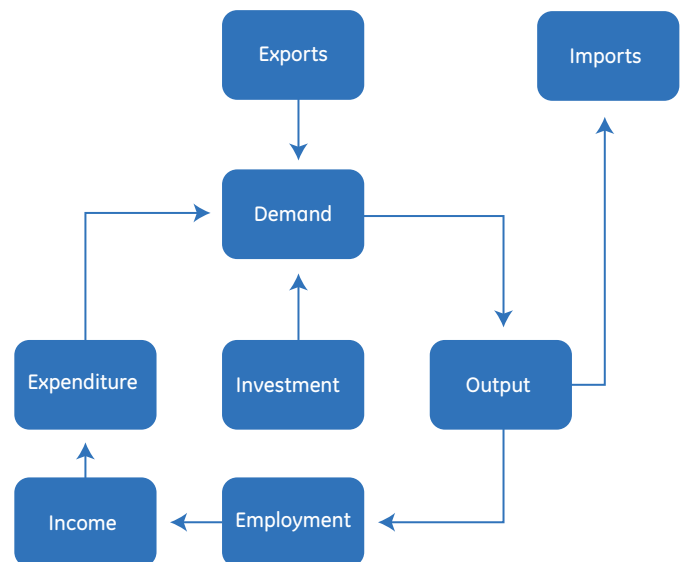 Exports
Imports
Demand
Expenditure
Investment
Output
Income
Employment